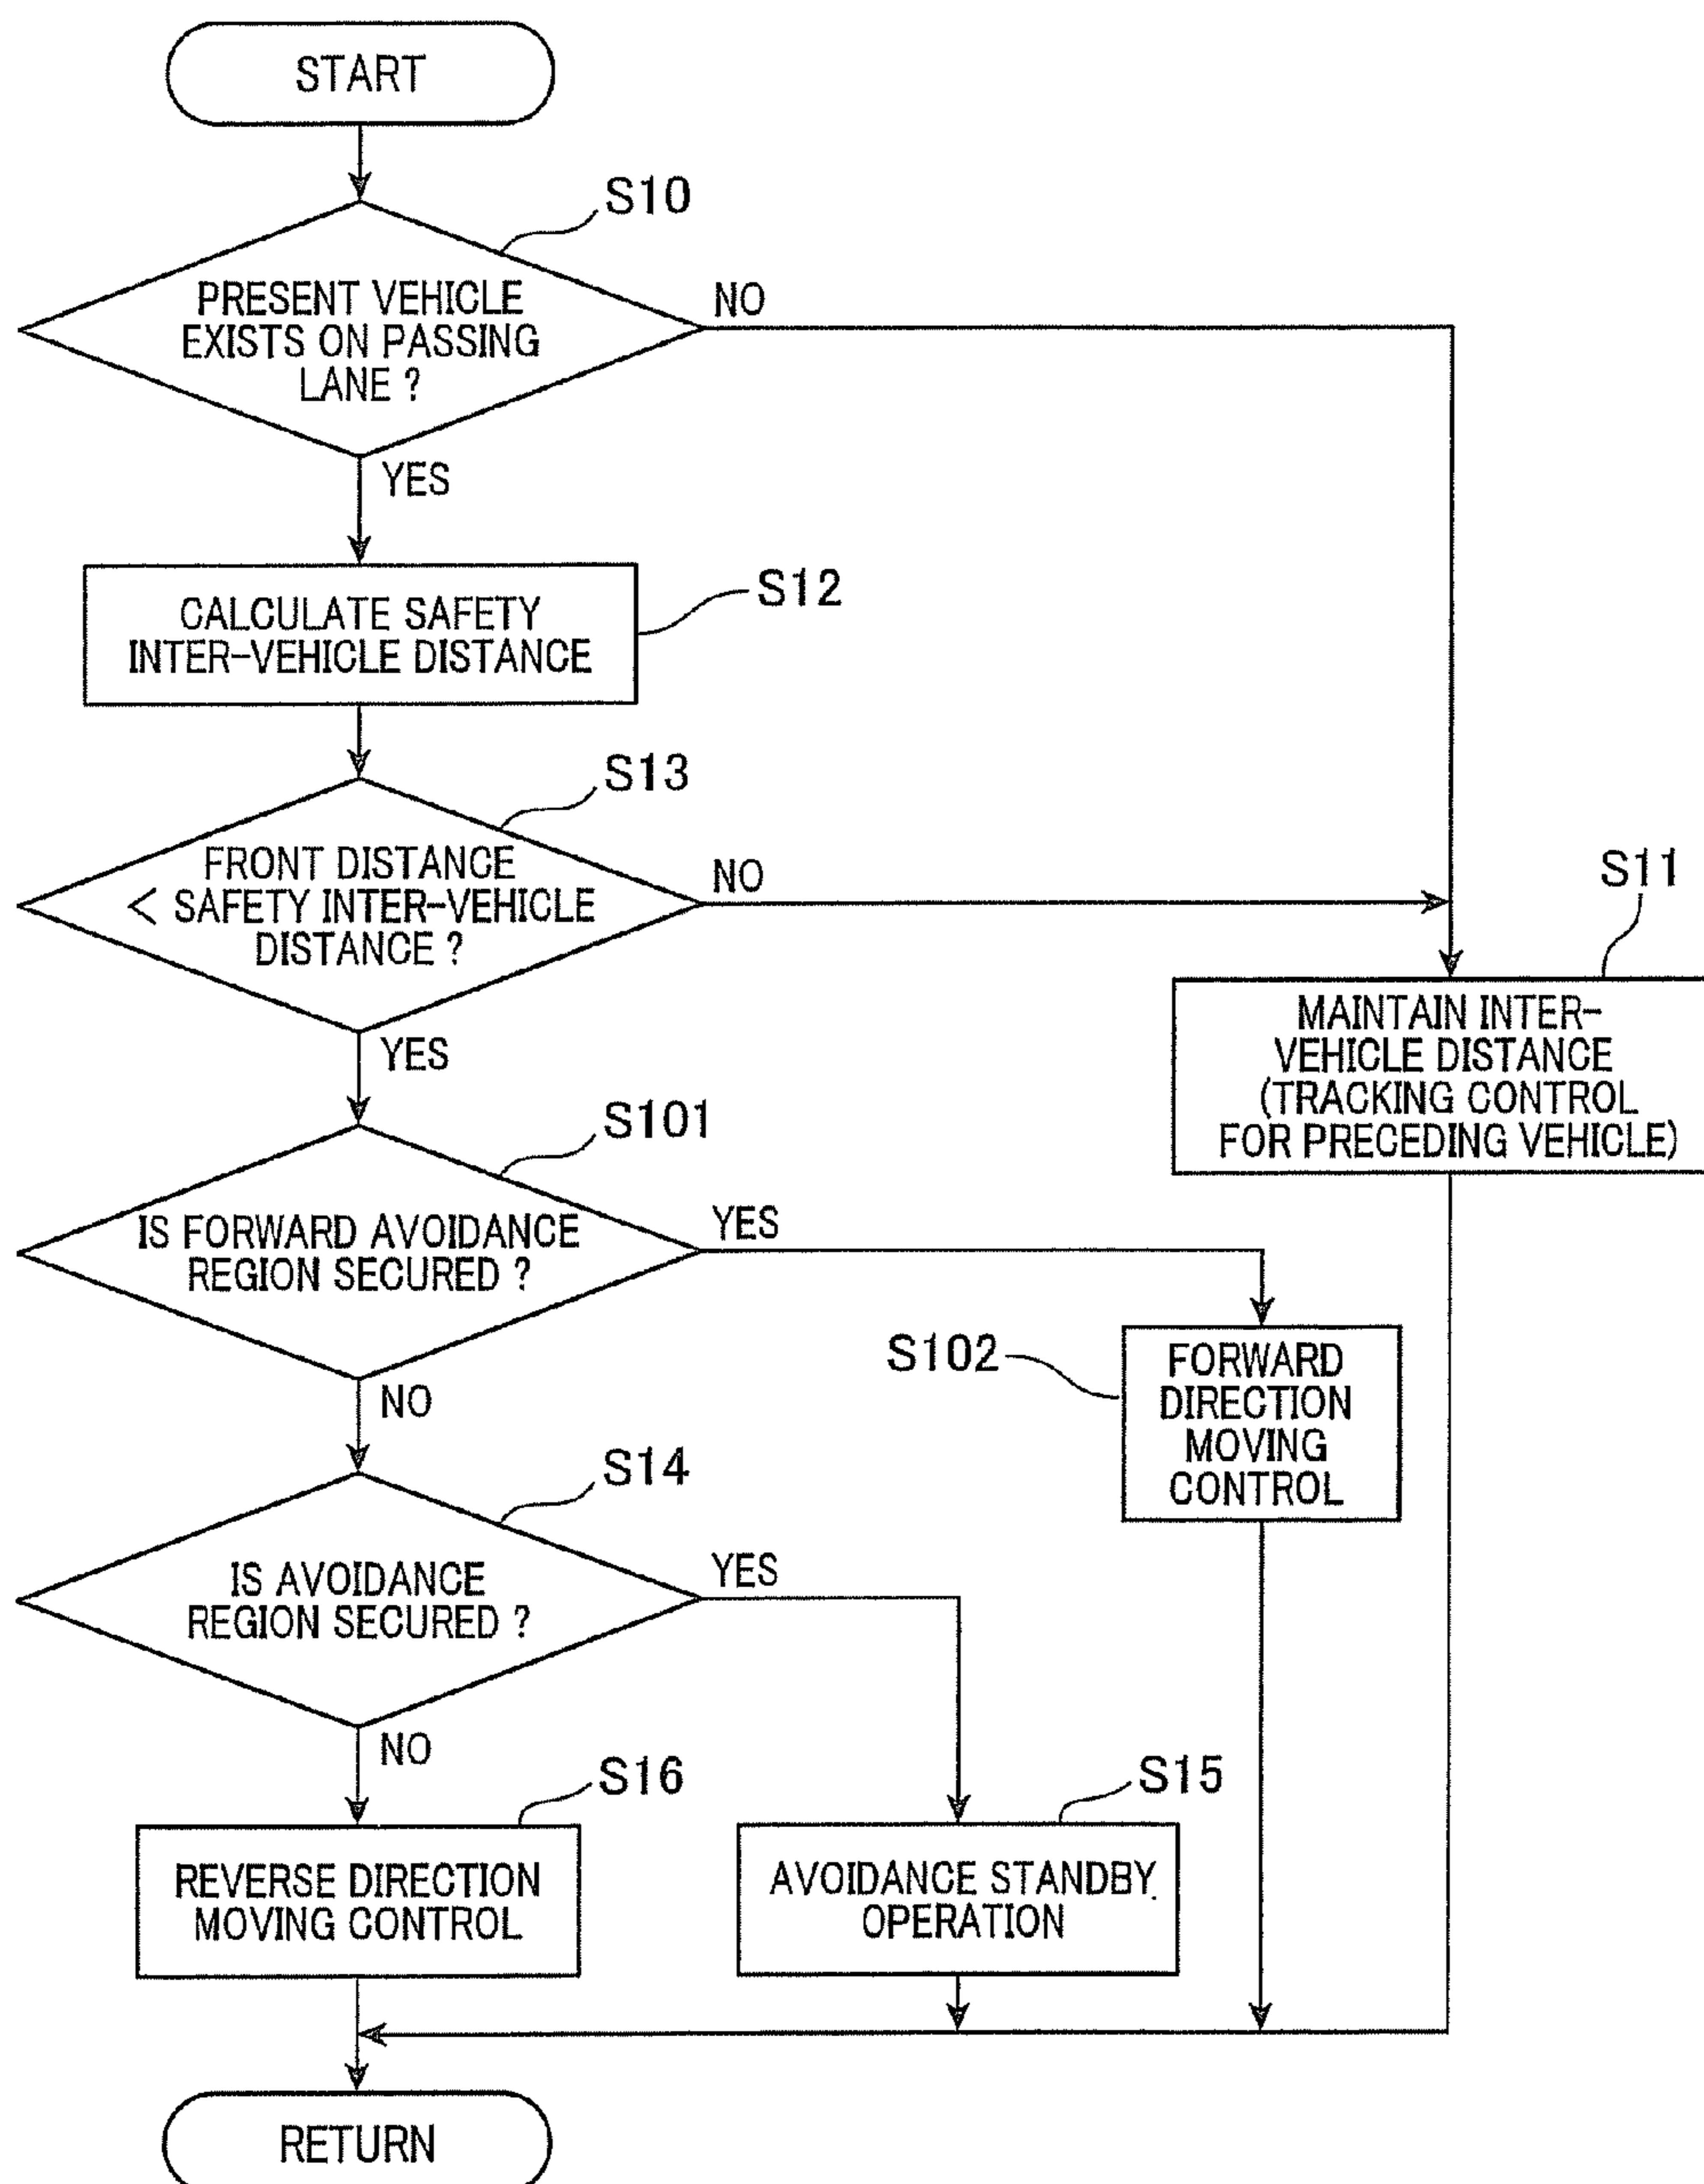 START
S10
PRESENT VEHICLE
EXISTS ON PASSING
LANE ?
NO
YES
S12
CALCULATE SAFETY
INTER-VEHICLE DISTANCE
S13
FRONT DISTANCE
< SAFETY INTER-VEHICLE
DISTANCE ?
NO
YES
S11
MAINTAIN INTER-
VEHICLE DISTANCE
(TRACKING CONTROL
FOR PRECEDING VEHICLE)
S101
IS FORWARD AVOIDANCE
REGION SECURED ?
YES
NO
S102
FORWARD
DIRECTION
MOVING
CONTROL
S14
IS AVOIDANCE
REGION SECURED ?
YES
NO
S16
REVERSE DIRECTION
MOVING CONTROL
S15
AVOIDANCE STANDBY
OPERATION
RETURN